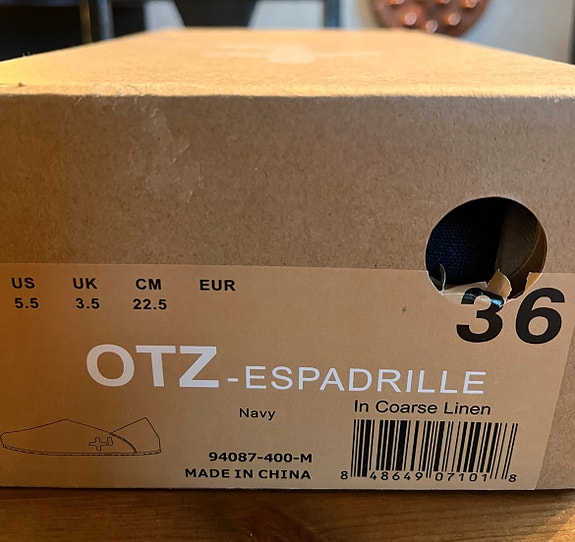 US UK CM EUR
5.5 3.5 22.5
36
OTZ-ESPADRILLE
Navy In Coarse Linen
94087-400-M
MADE IN CHINA
8 48649 07101 8